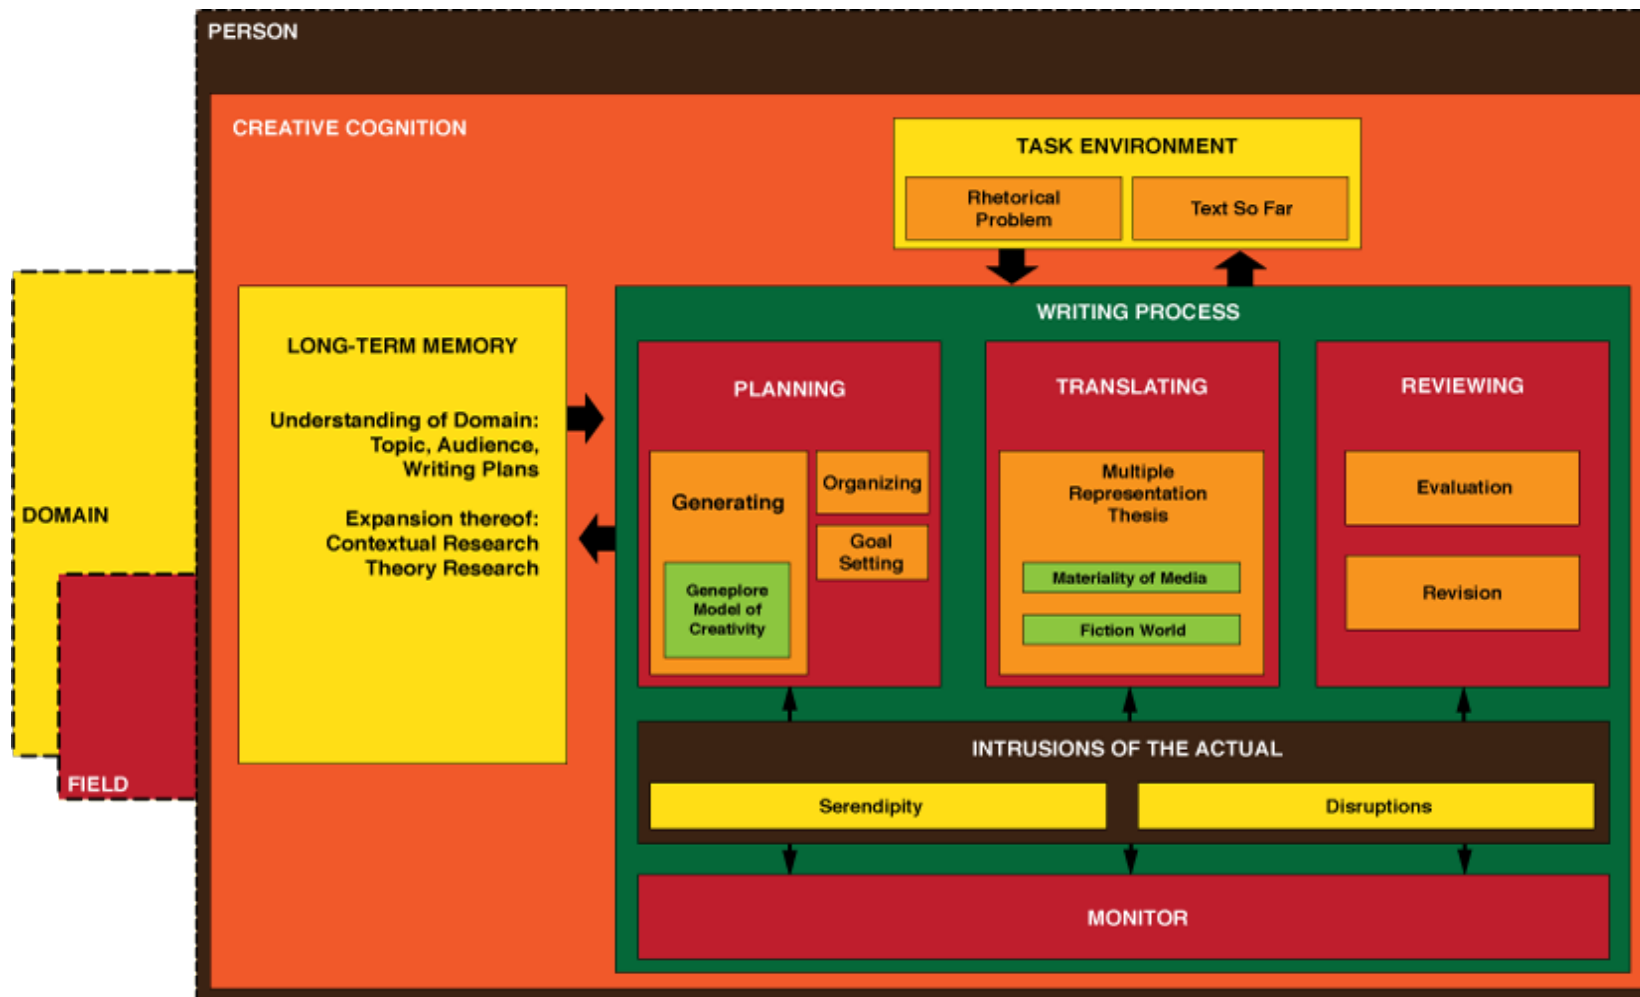 PERSON
CREATIVE COGNITION
TASK ENVIRONMENT
Rhetorical
Problem
Text So Far
LONG-TERM MEMORY
Understanding of Domain:
Topic, Audience,
Writing Plans
Expansion thereof:
Contextual Research
Theory Research
DOMAIN
FIELD
WRITING PROCESS
PLANNING
Generating
Geneplore
Model of
Creativity
Organizing
Goal
Setting
TRANSLATING
Multiple
Representation
Thesis
Materiality of Media
Fiction World
REVIEWING
Evaluation
Revision
INTRUSIONS OF THE ACTUAL
Serendipity
Disruptions
MONITOR